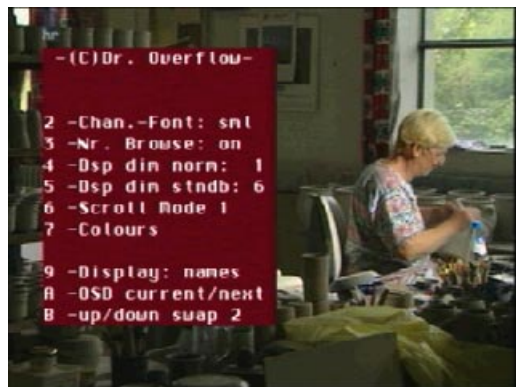 hr
-(C)Dr. Overflow-
2 -Chan.-Font: sml
3 -Nr. Browse: on
4 -Dsp dim norm: 1
5 -Dsp dim stndb: 6
6 -Scroll Mode 1
7 -Colours
9 -Display: names
A -OSD current/next
B -up/down swap 2